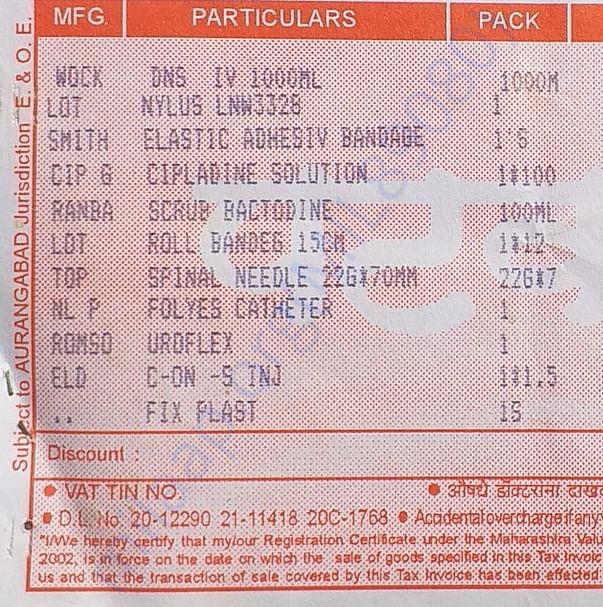 MFG. PARTICULARS PACK
WOCK DNS IV 1000ML 1000M
LOT NYLUS LNW3328 1
SMITH ELASTIC ADHESIV BANDAGE 1'S
CIP G CIPLADINE SOLUTION 1*100
RANBA SCRUB BACTODINE 100ML
LOT ROLL BANDEG 15CM 1*12
TOP SPINAL NEEDLE 22G*70MM 22G*7
NL P FOLYES CATHETER 1
ROMSO UROFLEX 1
ELD C-ON -S INJ 1*1.5
.. FIX PLAST 1S
Discount :
● VAT TIN NO. ● औषधे डॉक्टरांना दाखव
● D.L. No. 20-12290 21-11418 20C-1768 ● Accidental overcharge if any
"I/We hereby certify that my/our Registration Certificate under the Maharashtra Valu
2002, is in force on the date on which the sale of goods specified in this Tax Invoic
us and that the transaction of sale covered by this Tax Invoice has been effected
Subject to AURANGABAD Jurisdiction E. & O. E.